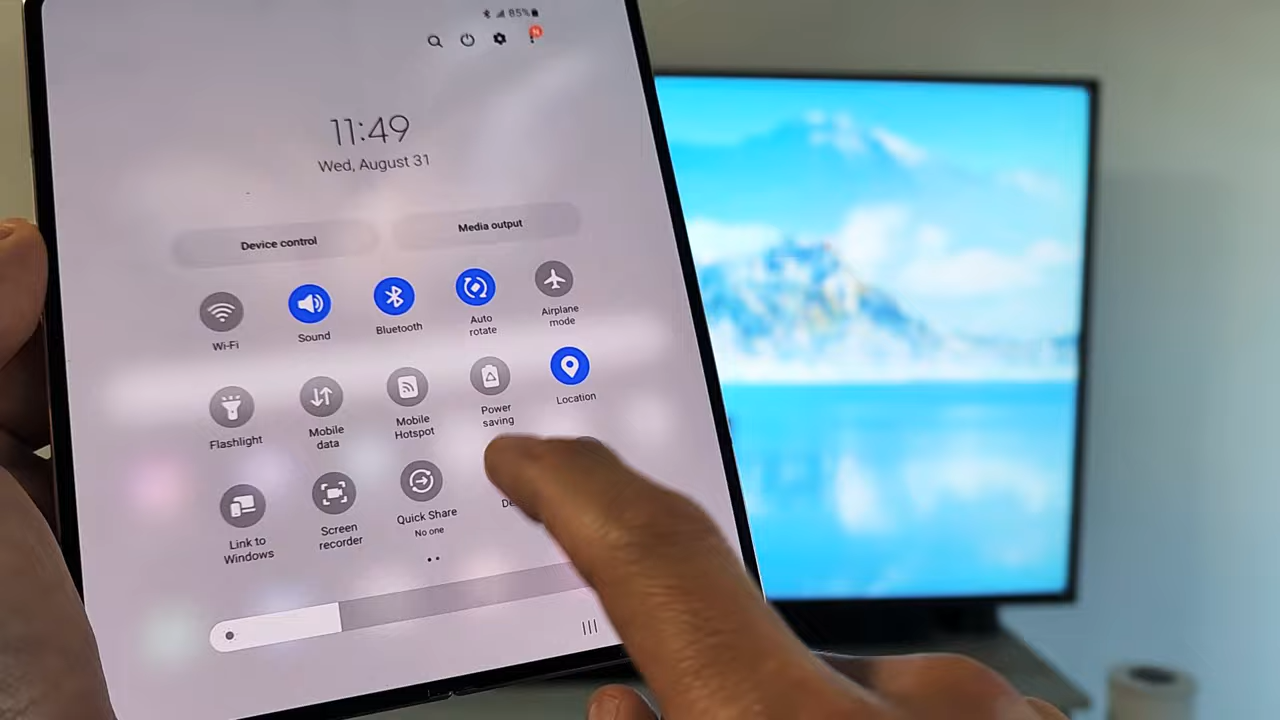 85%
N
11:49
Wed, August 31
Device control
Media output
Wi-Fi
Sound
Bluetooth
Auto
rotate
Airplane
mode
Flashlight
Mobile
data
Mobile
Hotspot
Power
saving
Location
Link to
Windows
Screen
recorder
Quick Share
No one